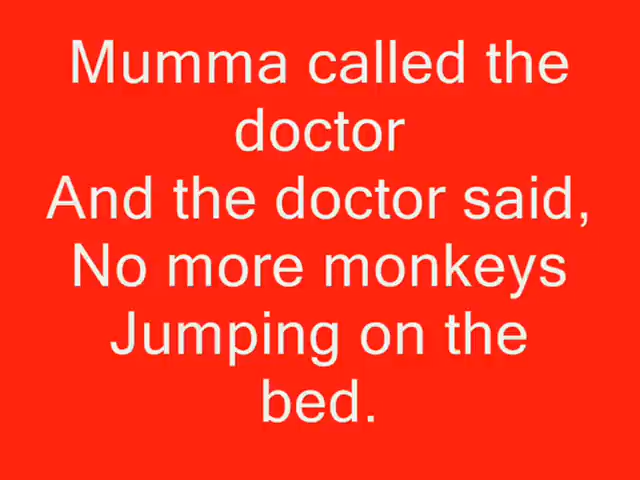 Mumma called the
doctor
And the doctor said,
No more monkeys
Jumping on the
bed.